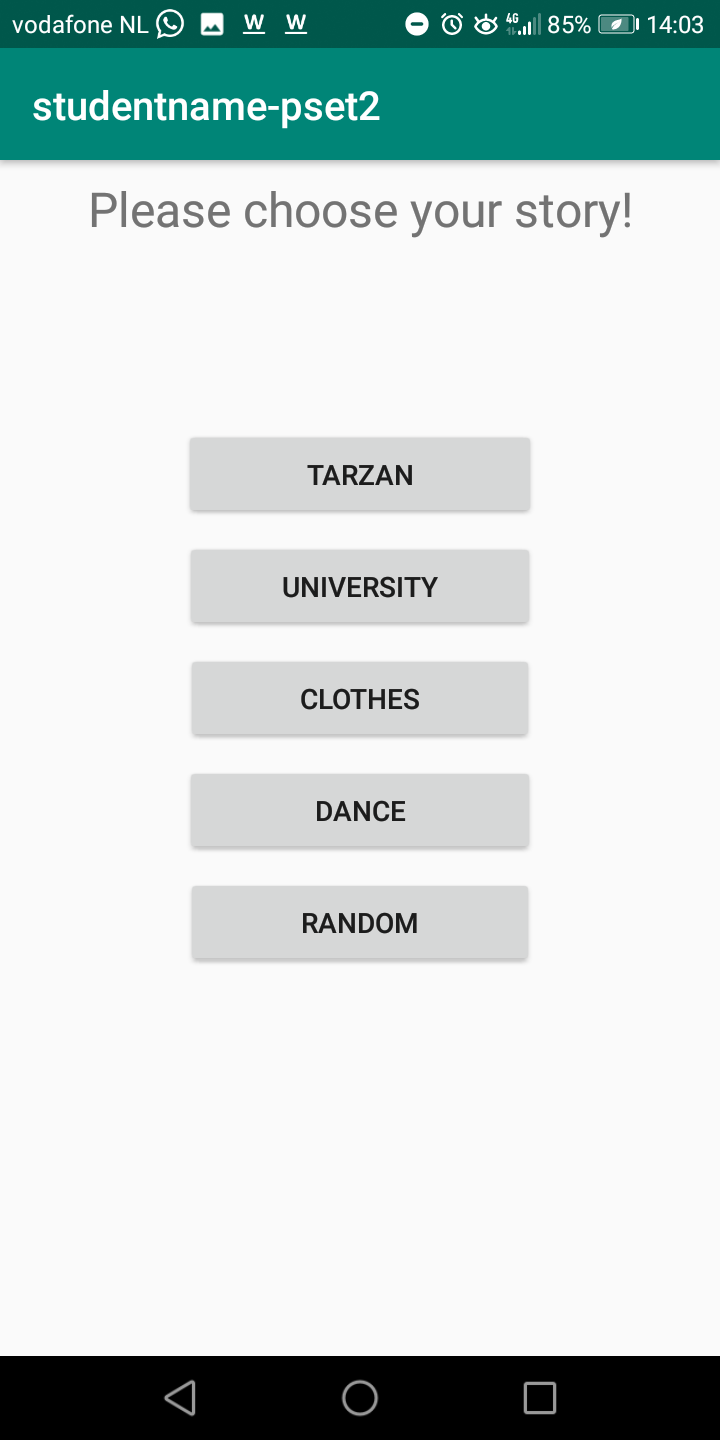 vodafone NL W W 4G 85% 14:03
studentname-pset2
Please choose your story!
TARZAN
UNIVERSITY
CLOTHES
DANCE
RANDOM